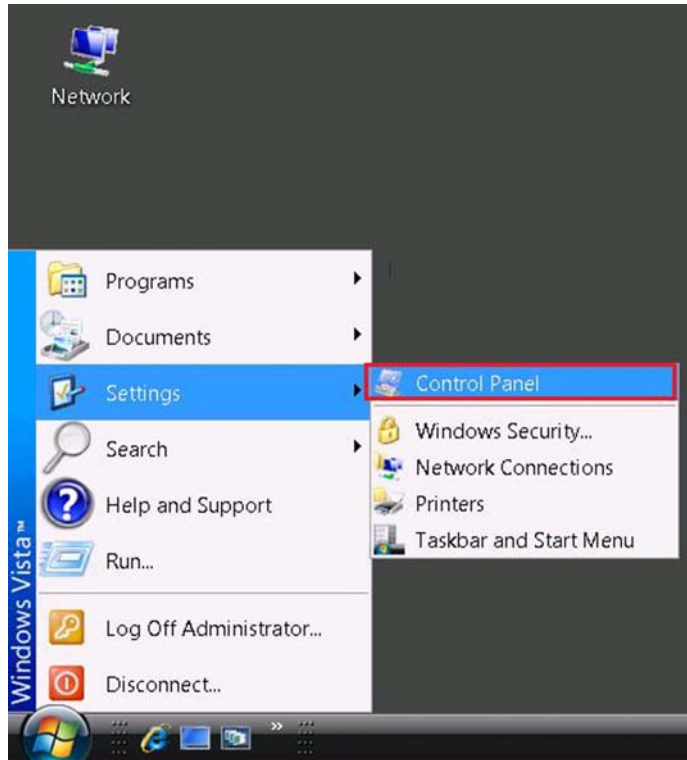 Network
Programs
Documents
Settings
Search
Help and Support
Run...
Log Off Administrator...
Disconnect...
Windows Vista™
Control Panel
Windows Security...
Network Connections
Printers
Taskbar and Start Menu
»